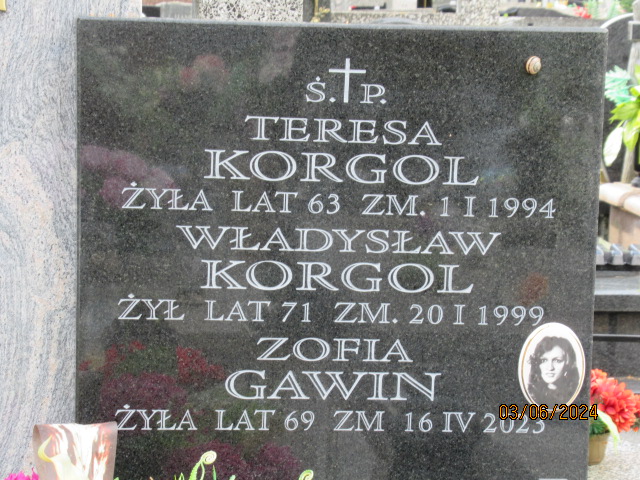 Ś. P.
TERESA
KORGOL
ŻYŁA LAT 63 ZM. 1 I 1994
WŁADYSŁAW
KORGOL
ŻYŁ LAT 71 ZM. 20 I 1999
ZOFIA
GAWIN
ŻYŁA LAT 69 ZM 16 IV 2023
03/06/2024